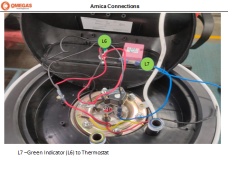 OMEGAS
Amica Connections
L6
L7
L7 –Green Indicator (L6) to Thermostat